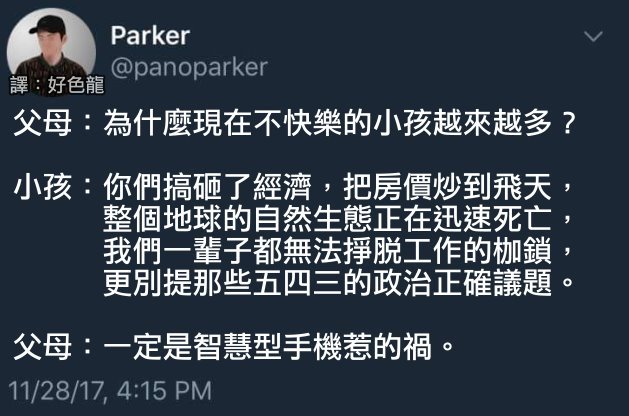 Parker
@panoparker
譯：好色龍
父母：為什麼現在不快樂的小孩越來越多？
小孩：你們搞砸了經濟，把房價炒到飛天，
整個地球的自然生態正在迅速死亡，
我們一輩子都無法掙脱工作的枷鎖，
更別提那些五四三的政治正確議題。
父母：一定是智慧型手機惹的禍。
11/28/17, 4:15 PM